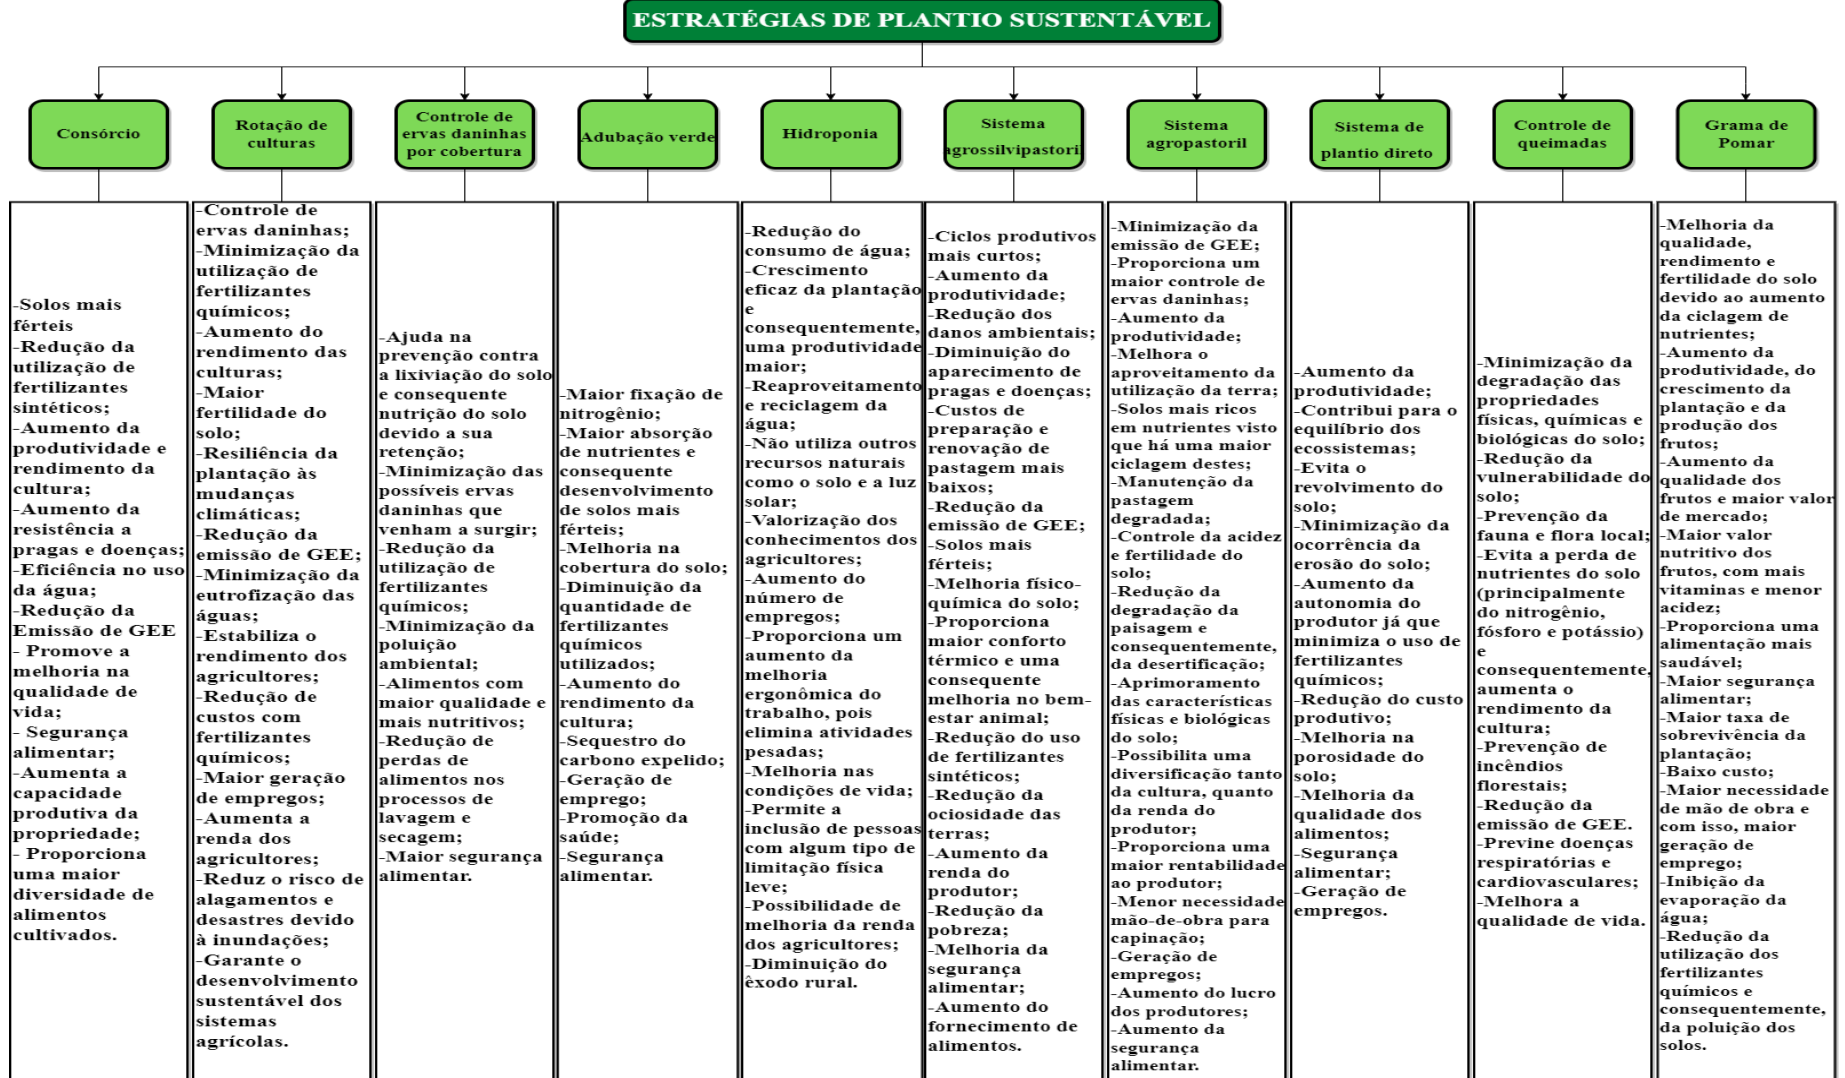 ESTRATÉGIAS DE PLANTIO SUSTENTÁVEL
Consórcio
-Solos mais
férteis
-Redução da
utilização de
fertilizantes
sintéticos;
-Aumento da
produtividade e
rendimento da
cultura;
-Aumento da
resistência a
pragas e doenças;
-Eficiência no uso
da água;
-Redução da
Emissão de GEE
- Promove a
melhoria na
qualidade de
vida;
- Segurança
alimentar;
-Aumenta a
capacidade
produtiva da
propriedade;
- Proporciona
uma maior
diversidade de
alimentos
cultivados.
Rotação de
culturas
-Controle de
ervas daninhas;
-Minimização da
utilização de
fertilizantes
químicos;
-Aumento do
rendimento das
culturas;
-Maior
fertilidade do
solo;
-Resiliência da
plantação às
mudanças
climáticas;
-Redução da
emissão de GEE;
-Minimização da
eutrofização das
águas;
-Estabiliza o
rendimento dos
agricultores;
-Redução de
custos com
fertilizantes
químicos;
-Maior geração
de empregos;
-Aumenta a
renda dos
agricultores;
-Reduz o risco de
alagamentos e
desastres devido
à inundações;
-Garante o
desenvolvimento
sustentável dos
sistemas
agrícolas.
Controle de
ervas daninhas
por cobertura
-Ajuda na
prevenção contra
a lixiviação do solo
e consequente
nutrição do solo
devido a sua
retenção;
-Minimização das
possíveis ervas
daninhas que
venham a surgir;
-Redução da
utilização de
fertilizantes
químicos;
-Minimização da
poluição
ambiental;
-Alimentos com
maior qualidade e
mais nutritivos;
-Redução de
perdas de
alimentos nos
processos de
lavagem e
secagem;
-Maior segurança
alimentar.
Adubação verde
-Maior fixação de
nitrogênio;
-Maior absorção
de nutrientes e
consequente
desenvolvimento
de solos mais
férteis;
-Melhoria na
cobertura do solo;
-Diminuição da
quantidade de
fertilizantes
químicos
utilizados;
-Aumento do
rendimento da
cultura;
-Sequestro do
carbono expelido;
-Geração de
emprego;
-Promoção da
saúde;
-Segurança
alimentar.
Hidroponia
-Redução do
consumo de água;
-Crescimento
eficaz da plantação
e
consequentemente,
uma produtividade
maior;
-Reaproveitamento
e reciclagem da
água;
-Não utiliza outros
recursos naturais
como o solo e a luz
solar;
-Valorização dos
conhecimentos dos
agricultores;
-Aumento do
número de
empregos;
-Proporciona um
aumento da
melhoria
ergonômica do
trabalho, pois
elimina atividades
pesadas;
-Melhoria nas
condições de vida;
-Permite a
inclusão de pessoas
com algum tipo de
limitação física
leve;
-Possibilidade de
melhoria da renda
dos agricultores;
-Diminuição do
êxodo rural.
Sistema
agrossilvipastoril
-Ciclos produtivos
mais curtos;
-Aumento da
produtividade;
-Redução dos
danos ambientais;
-Diminuição do
aparecimento de
pragas e doenças;
-Custos de
preparação e
renovação de
pastagem mais
baixos;
-Redução da
emissão de GEE;
-Solos mais
férteis;
-Melhoria físico-
química do solo;
-Proporciona
maior conforto
térmico e uma
consequente
melhoria no bem-
estar animal;
-Redução do uso
de fertilizantes
sintéticos;
-Redução da
ociosidade das
terras;
-Aumento da
renda do
produtor;
-Redução da
pobreza;
-Melhoria da
segurança
alimentar;
-Aumento do
fornecimento de
alimentos.
Sistema
agropastoril
-Minimização da
emissão de GEE;
-Proporciona um
maior controle de
ervas daninhas;
-Aumento da
produtividade;
-Melhora o
aproveitamento da
utilização da terra;
-Solos mais ricos
em nutrientes visto
que há uma maior
ciclagem destes;
-Manutenção da
pastagem
degradada;
-Controle da acidez
e fertilidade do
solo;
-Redução da
degradação da
paisagem e
consequentemente,
da desertificação;
-Aprimoramento
das características
físicas e biológicas
do solo;
-Possibilita uma
diversificação tanto
da cultura, quanto
da renda do
produtor;
-Proporciona uma
maior rentabilidade
ao produtor;
-Menor necessidade
mão-de-obra para
capinação;
-Geração de
empregos;
-Aumento do lucro
dos produtores;
-Aumento da
segurança
alimentar.
Sistema de
plantio direto
-Aumento da
produtividade;
-Contribui para o
equilíbrio dos
ecossistemas;
-Evita o
revolvimento do
solo;
-Minimização da
ocorrência da
erosão do solo;
-Aumento da
autonomia do
produtor já que
minimiza o uso de
fertilizantes
químicos;
-Redução do custo
produtivo;
-Melhoria na
porosidade do
solo;
-Melhoria da
qualidade dos
alimentos;
-Segurança
alimentar;
-Geração de
empregos.
Controle de
queimadas
-Minimização da
degradação das
propriedades
físicas, químicas e
biológicas do solo;
-Redução da
vulnerabilidade do
solo;
-Prevenção da
fauna e flora local;
-Evita a perda de
nutrientes do solo
(principalmente
do nitrogênio,
fósforo e potássio)
e
consequentemente,
aumenta o
rendimento da
cultura;
-Prevenção de
incêndios
florestais;
-Redução da
emissão de GEE.
-Previne doenças
respiratórias e
cardiovasculares;
-Melhora a
qualidade de vida.
Grama de
Pomar
-Melhoria da
qualidade,
rendimento e
fertilidade do solo
devido ao aumento
da ciclagem de
nutrientes;
-Aumento da
produtividade, do
crescimento da
plantação e da
produção dos
frutos;
-Aumento da
qualidade dos
frutos e maior valor
de mercado;
-Maior valor
nutritivo dos
frutos, com mais
vitaminas e menor
acidez;
-Proporciona uma
alimentação mais
saudável;
-Maior segurança
alimentar;
-Maior taxa de
sobrevivência da
plantação;
-Baixo custo;
-Maior necessidade
de mão de obra e
com isso, maior
geração de
emprego;
-Inibição da
evaporação da
água;
-Redução da
utilização dos
fertilizantes
químicos e
consequentemente,
da poluição dos
solos.